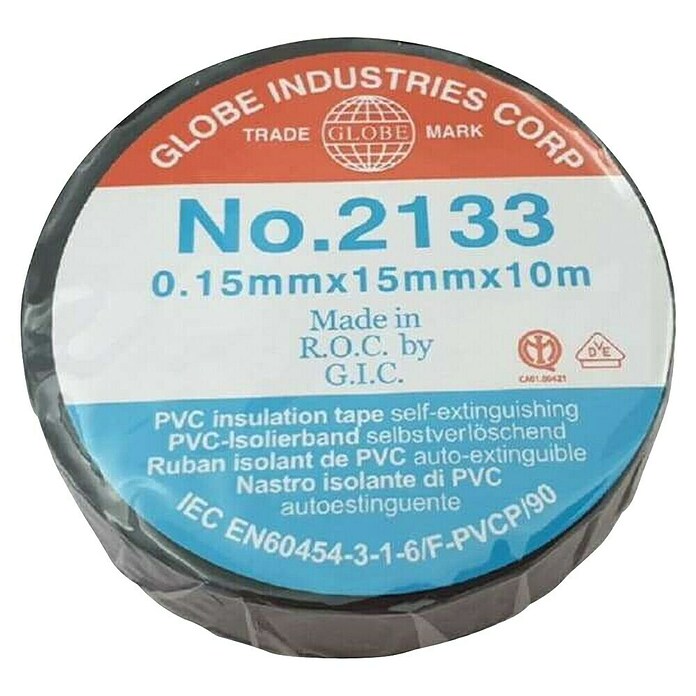 GLOBE INDUSTRIES CORP
TRADE GLOBE MARK
No.2133
0.15mmx15mmx10m
Made in
R.O.C. by
G.I.C.
DVE
PVC insulation tape self-extinguishing
PVC-Isolierband selbstverlöschend
Ruban isolant de PVC auto-extinguible
Nastro isolante di PVC
autoestinguente
IEC EN60454-3-1-6/F-PVCP/90